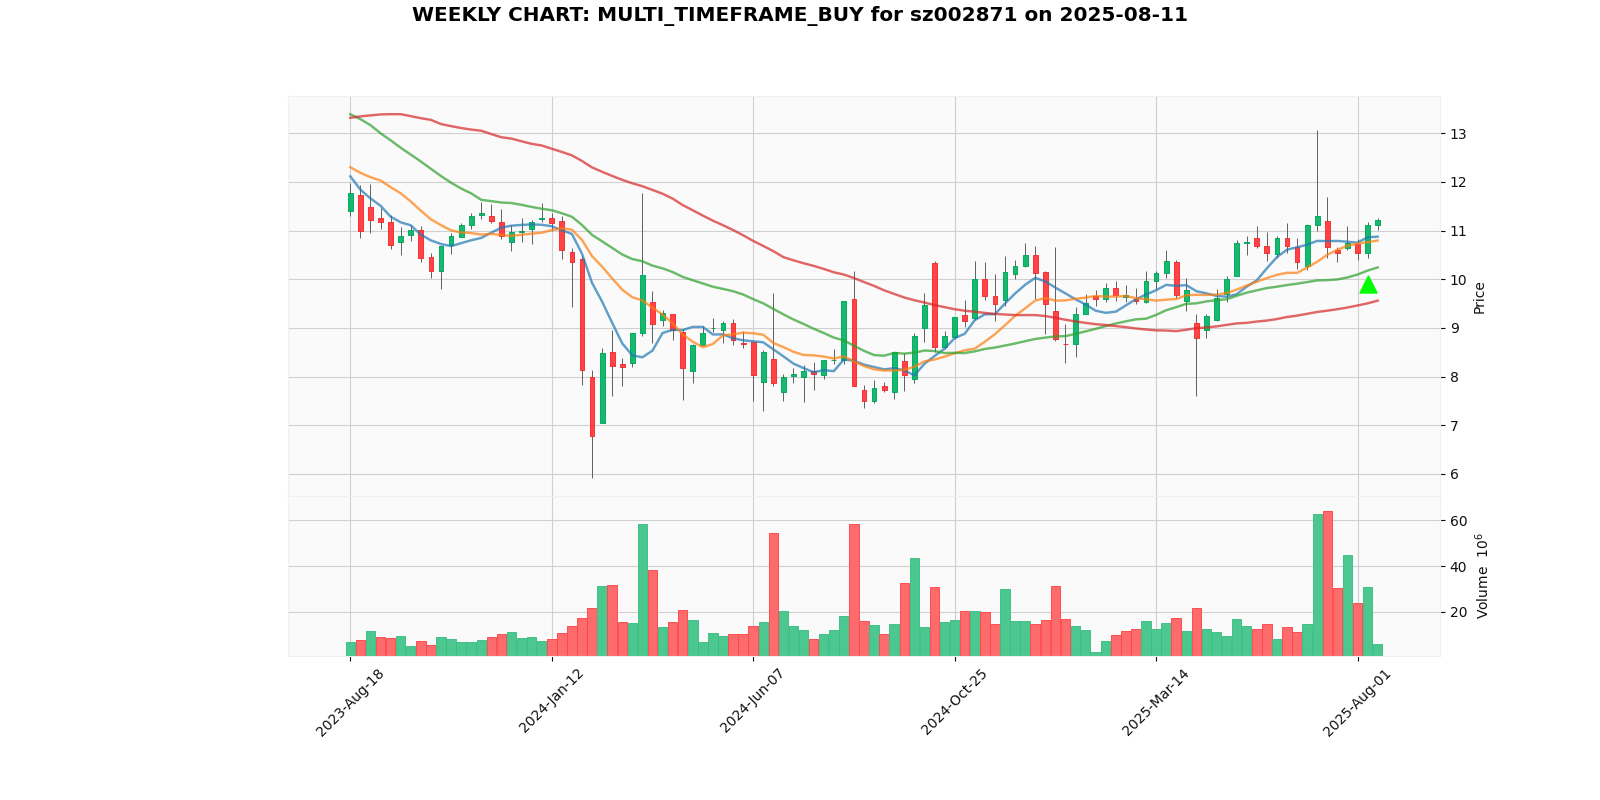 WEEKLY CHART: MULTI_TIMEFRAME_BUY for sz002871 on 2025-08-11
13
12
11
10
9
8
7
6
Price
60
40
20
Volume 10^6
2023-Aug-18
2024-Jan-12
2024-Jun-07
2024-Oct-25
2025-Mar-14
2025-Aug-01